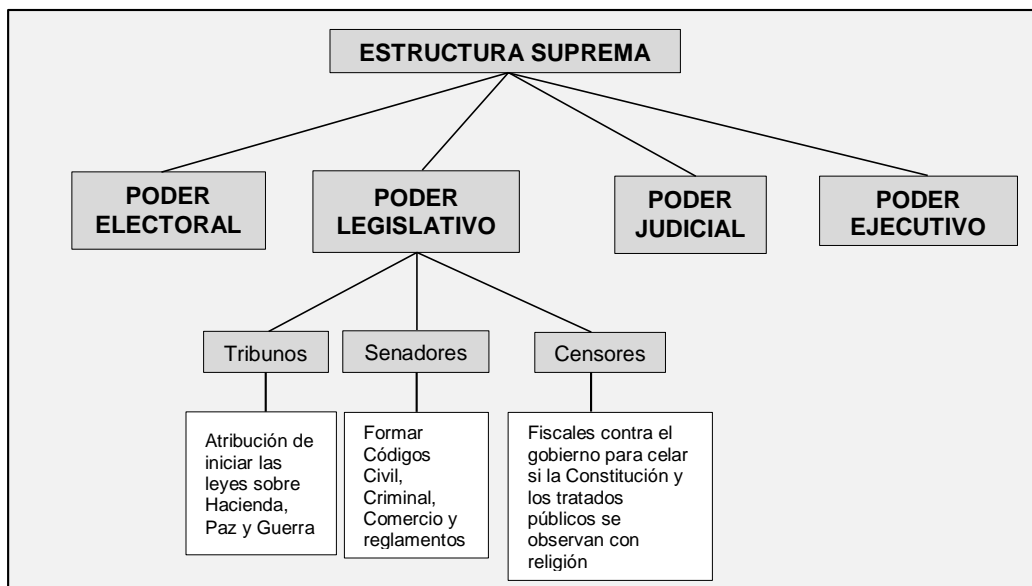 ESTRUCTURA SUPREMA
PODER
ELECTORAL
PODER
LEGISLATIVO
PODER
JUDICIAL
PODER
EJECUTIVO
Tribunos
Senadores
Censores
Atribución de
iniciar las
leyes sobre
Hacienda,
Paz y Guerra
Formar
Códigos
Civil,
Criminal,
Comercio y
reglamentos
Fiscales contra el
gobierno para celar
si la Constitución y
los tratados
públicos se
observan con
religión